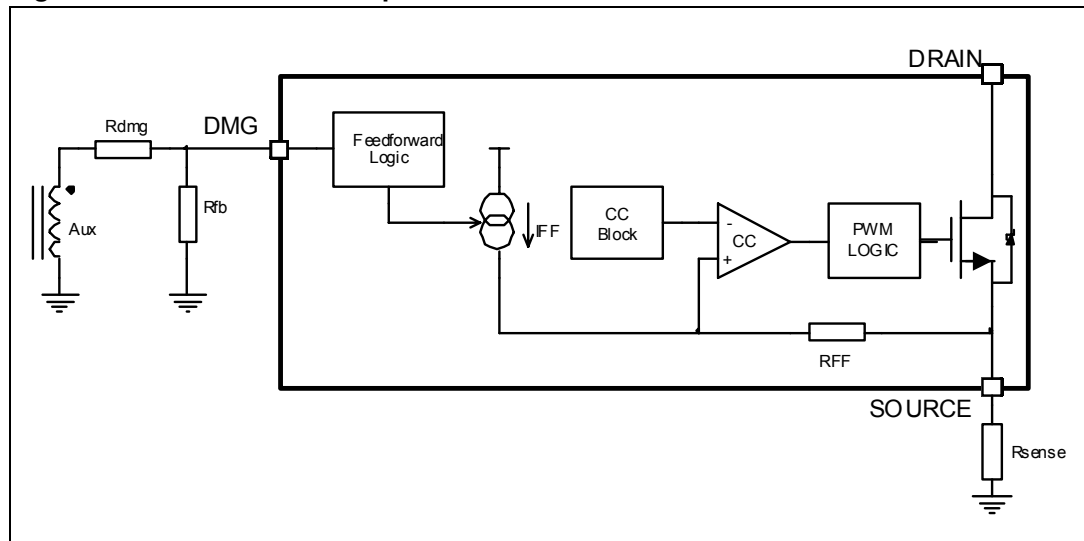 DRAIN
DMG
Rdmg
Feedforward
Logic
Rfb
Aux
IFF
CC
Block
-
CC
+
PWM
LOGIC
RFF
SOURCE
Rsense